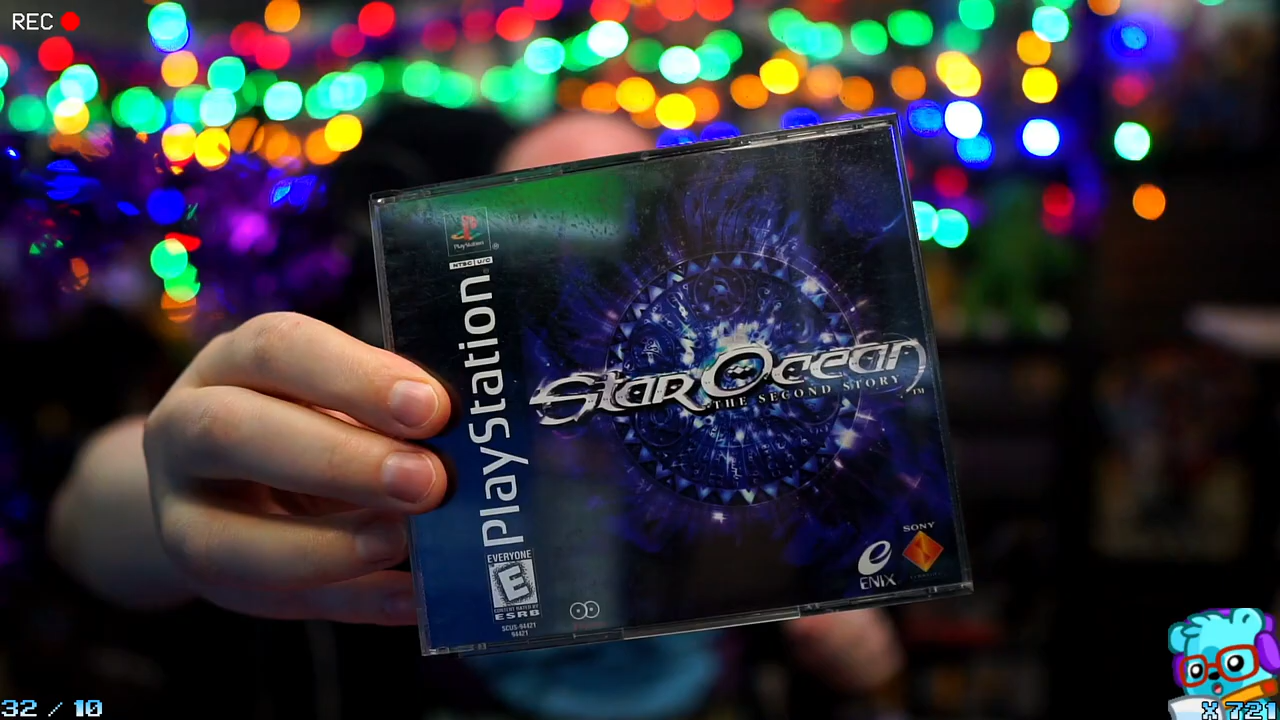 REC
PlayStation
®
NTSC U/C
PlayStation
®
Star Ocean
THE SECOND STORY
™
EVERYONE
E
CONTENT RATED BY
ESRB
SCUS-94421
94421
e
ENIX
SONY
32 / 10
X 721